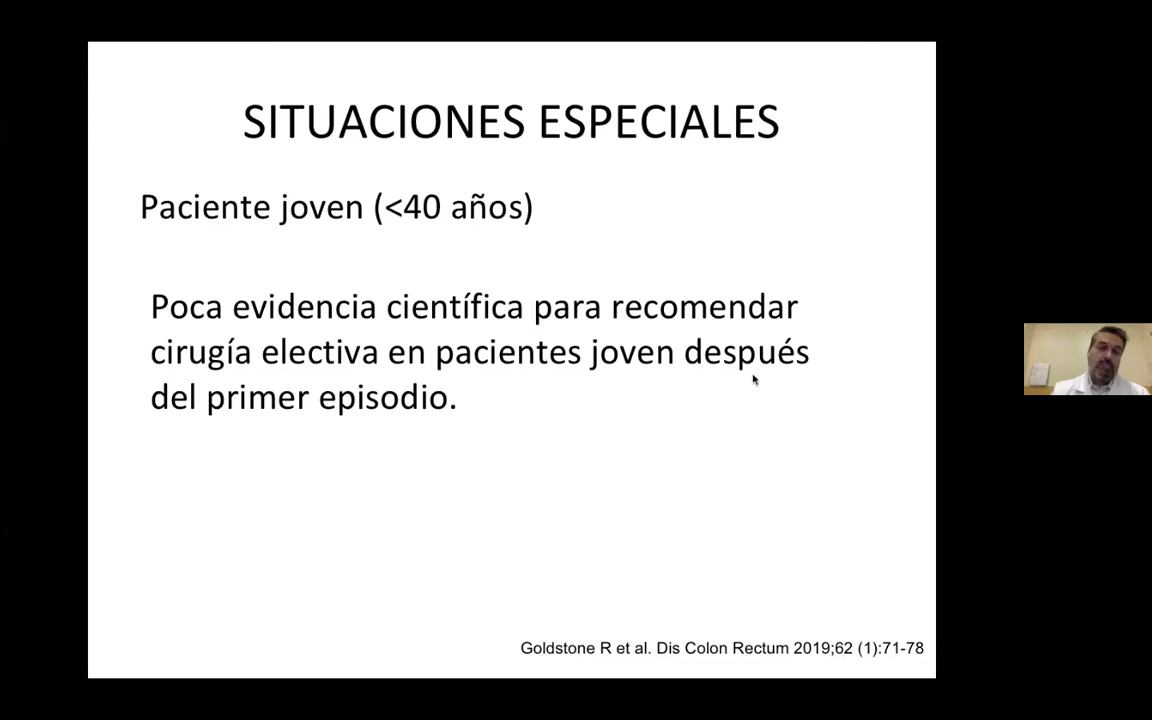 SITUACIONES ESPECIALES
Paciente joven (<40 años)
Poca evidencia científica para recomendar
cirugía electiva en pacientes joven después
del primer episodio.
Goldstone R et al. Dis Colon Rectum 2019;62 (1):71-78